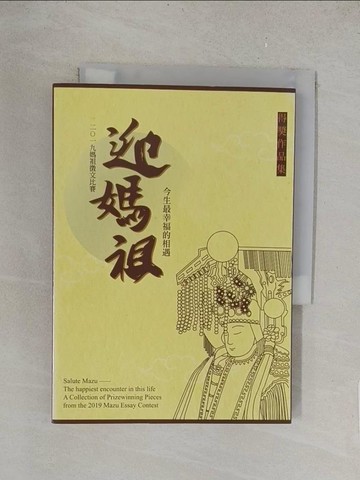 得獎作品集
今生最幸福的相遇
迎媽祖
二〇一九媽祖徵文比賽
Salute Mazu——
The happiest encounter in this life
A Collection of Prizewinning Pieces
from the 2019 Mazu Essay Contest